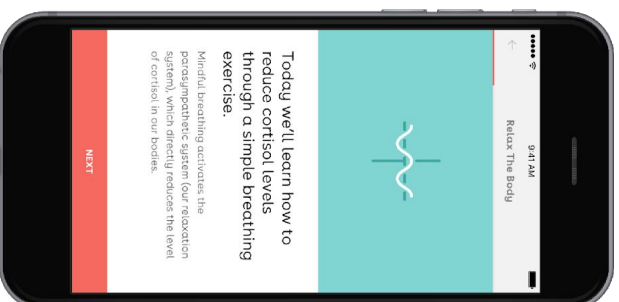 9:41 AM
Relax The Body
Today we'll learn how to
reduce cortisol levels
through a simple breathing
exercise.
Mindful breathing activates the
parasympathetic system (our relaxation
system), which directly reduces the level
of cortisol in our bodies.
NEXT